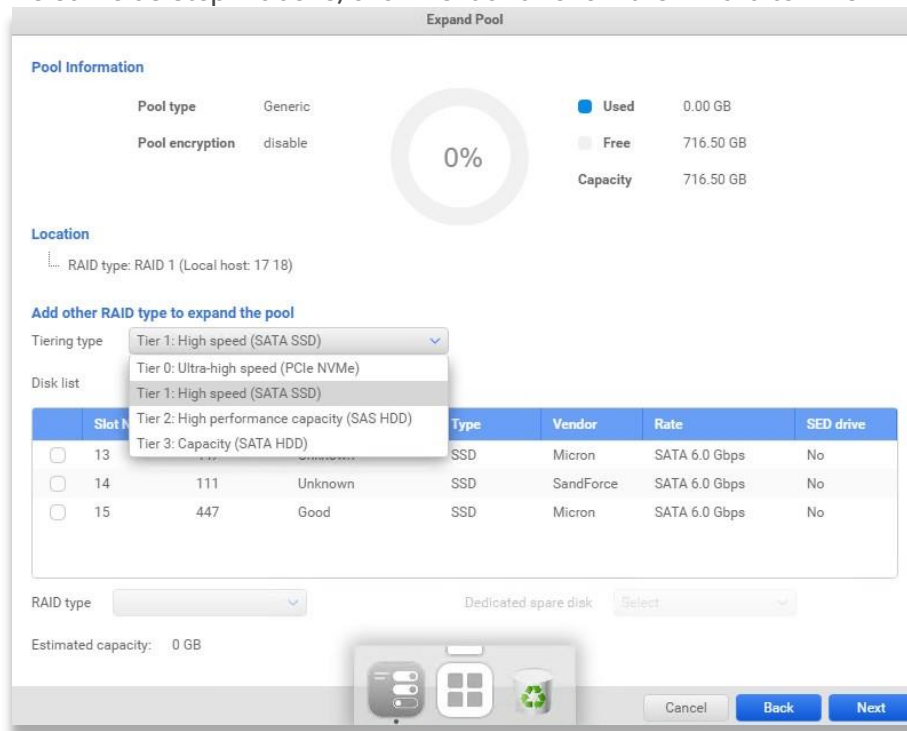 Expand Pool
Pool Information
Pool type Generic
Used 0.00 GB
Pool encryption disable
Free 716.50 GB
0%
Capacity 716.50 GB
Location
RAID type: RAID 1 (Local host: 17 18)
Add other RAID type to expand the pool
Tiering type Tier 1: High speed (SATA SSD)
Tier 0: Ultra-high speed (PCIe NVMe)
Disk list
Tier 1: High speed (SATA SSD)
Tier 2: High performance capacity (SAS HDD)
Tier 3: Capacity (SATA HDD)
Slot Type Vendor Rate SED drive
13 SSD Micron SATA 6.0 Gbps No
14 111 Unknown SSD SandForce SATA 6.0 Gbps No
15 447 Good SSD Micron SATA 6.0 Gbps No
RAID type
Dedicated spare disk Select
Estimated capacity: 0 GB
Cancel Back Next